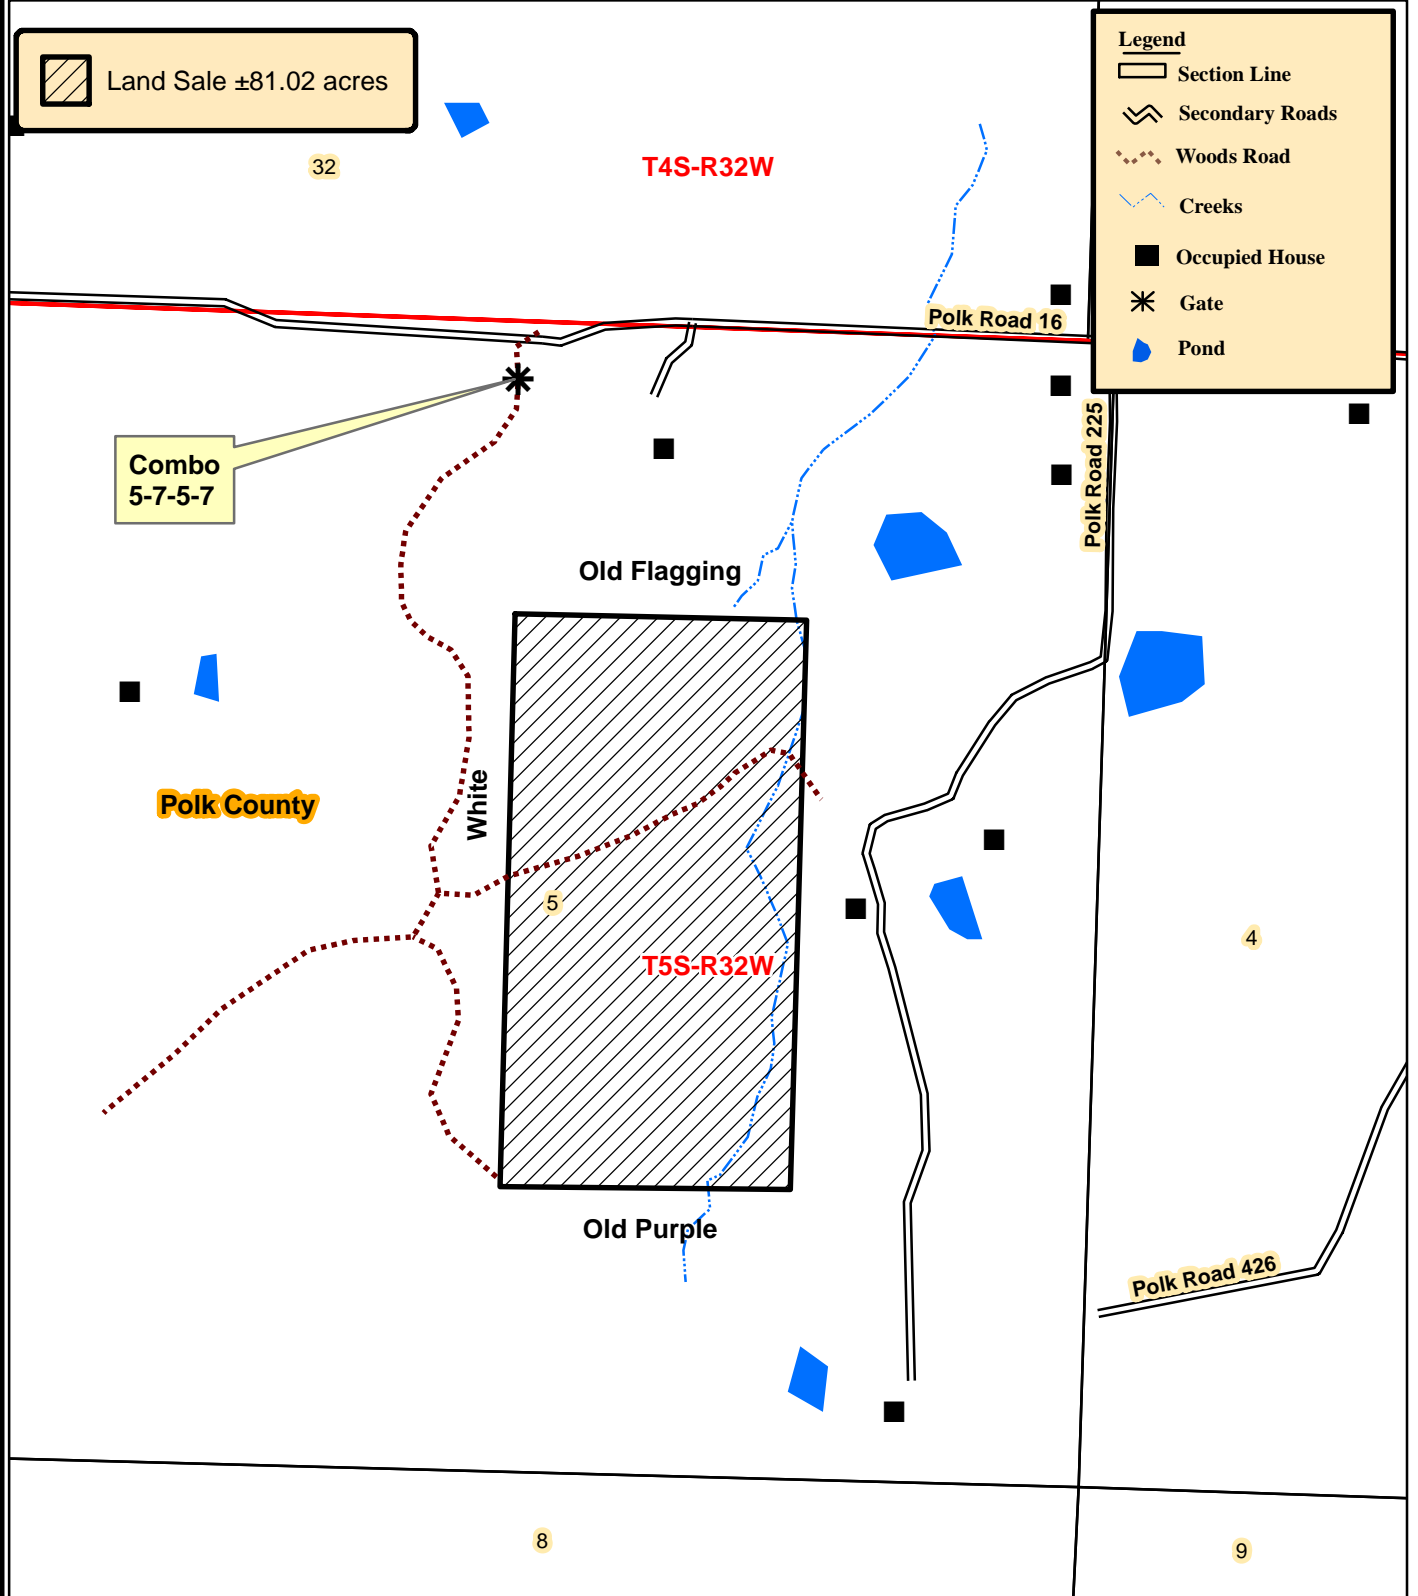 Land Sale ±81.02 acres
Legend
Section Line
Secondary Roads
Woods Road
Creeks
Occupied House
Gate
Pond
32
T4S-R32W
Polk Road 16
Combo
5-7-5-7
Polk Road 225
Old Flagging
White
Polk County
5
T5S-R32W
4
Old Purple
Polk Road 426
8
9